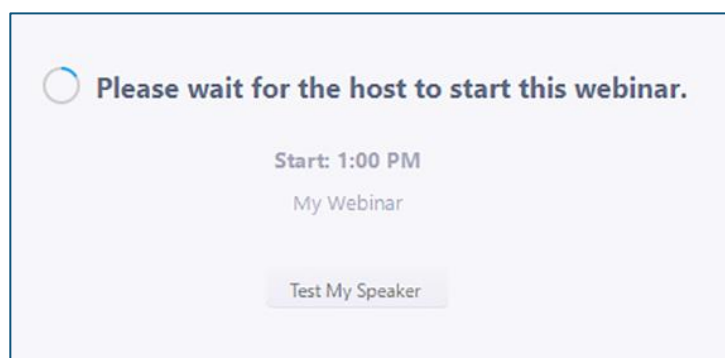 Please wait for the host to start this webinar.
Start: 1:00 PM
My Webinar
Test My Speaker